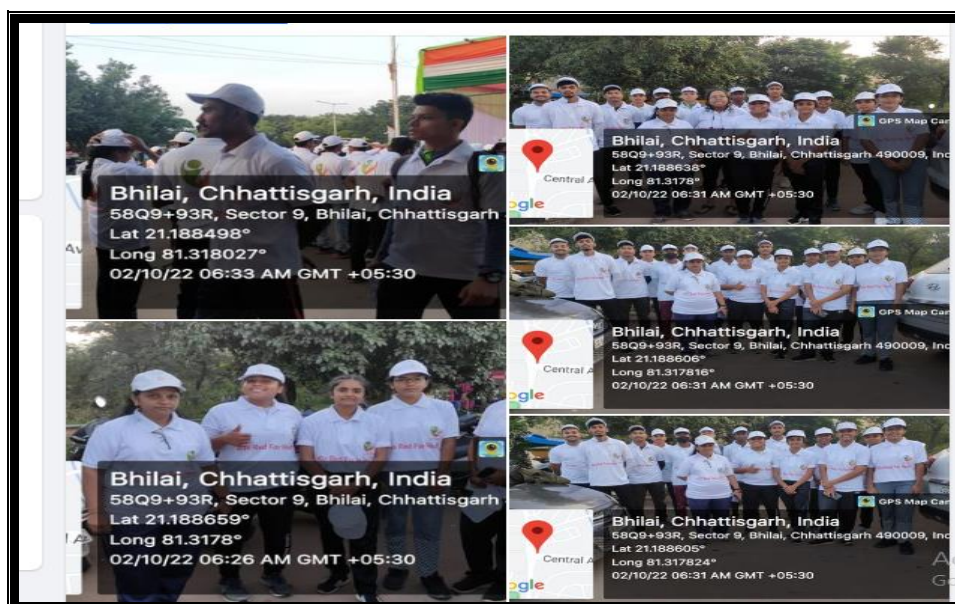 Bhilai, Chhattisgarh, India
58Q9+93R, Sector 9, Bhilai, Chhattisgarh
Lat 21.188498°
Long 81.318027°
02/10/22 06:33 AM GMT +05:30
GPS Map Cam
Central A
ogle
Bhilai, Chhattisgarh, India
58Q9+93R, Sector 9, Bhilai, Chhattisgarh 490009, Ind
Lat 21.188638°
Long 81.3178°
02/10/22 06:31 AM GMT +05:30
GPS Map Cam
Central A
ogle
Bhilai, Chhattisgarh, India
58Q9+93R, Sector 9, Bhilai, Chhattisgarh 490009, Ind
Lat 21.188606°
Long 81.317816°
02/10/22 06:31 AM GMT +05:30
Bhilai, Chhattisgarh, India
58Q9+93R, Sector 9, Bhilai, Chhattisgarh
Lat 21.188659°
Long 81.3178°
02/10/22 06:26 AM GMT +05:30
GPS Map Cam
Central A
ogle
Bhilai, Chhattisgarh, India
58Q9+93R, Sector 9, Bhilai, Chhattisgarh 490009, Ind
Lat 21.188605°
Long 81.317824°
02/10/22 06:31 AM GMT +05:30